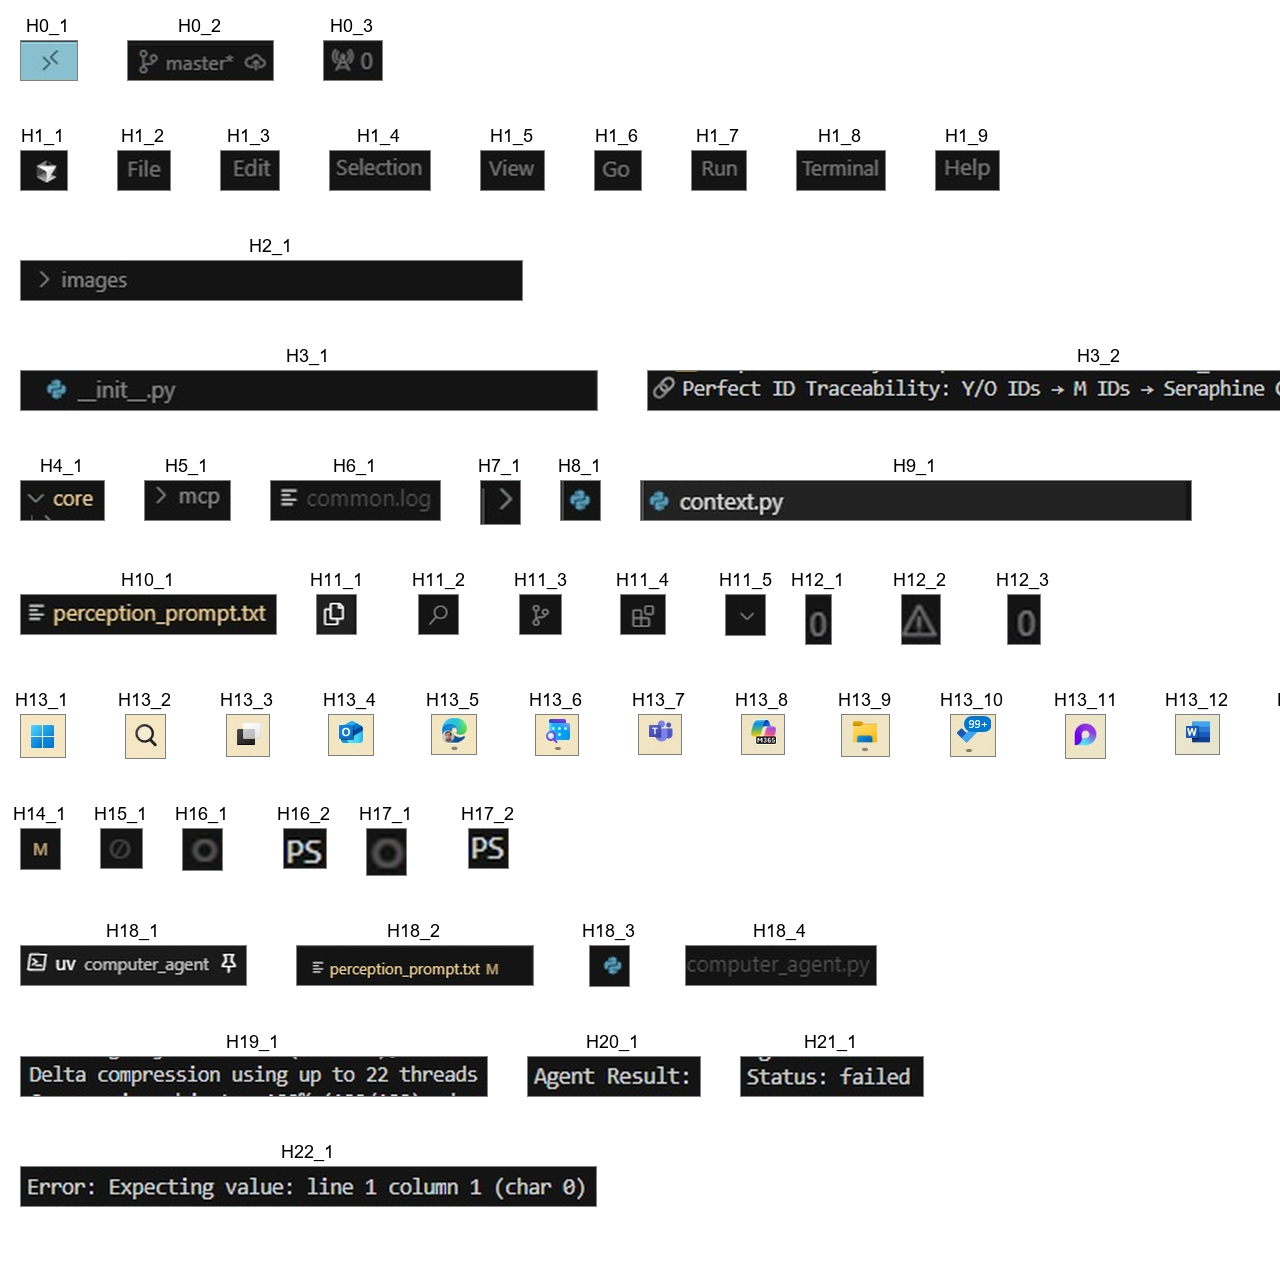 H0_1 H0_2 H0_3
master* 0
H1_1 H1_2 H1_3 H1_4 H1_5 H1_6 H1_7 H1_8 H1_9
File Edit Selection View Go Run Terminal Help
H2_1
images
H3_1 H3_2
__init__.py Perfect ID Traceability: Y/O IDs → M IDs → Seraphine
H4_1 H5_1 H6_1 H7_1 H8_1 H9_1
core mcp common.log context.py
H10_1 H11_1 H11_2 H11_3 H11_4 H11_5 H12_1 H12_2 H12_3
perception_prompt.txt 0 0
H13_1 H13_2 H13_3 H13_4 H13_5 H13_6 H13_7 H13_8 H13_9 H13_10 H13_11 H13_12
O T M365 99+ W
H14_1 H15_1 H16_1 H16_2 H17_1 H17_2
M PS PS
H18_1 H18_2 H18_3 H18_4
uv computer_agent perception_prompt.txt M computer_agent.py
H19_1 H20_1 H21_1
Delta compression using up to 22 threads Agent Result: Status: failed
H22_1
Error: Expecting value: line 1 column 1 (char 0)